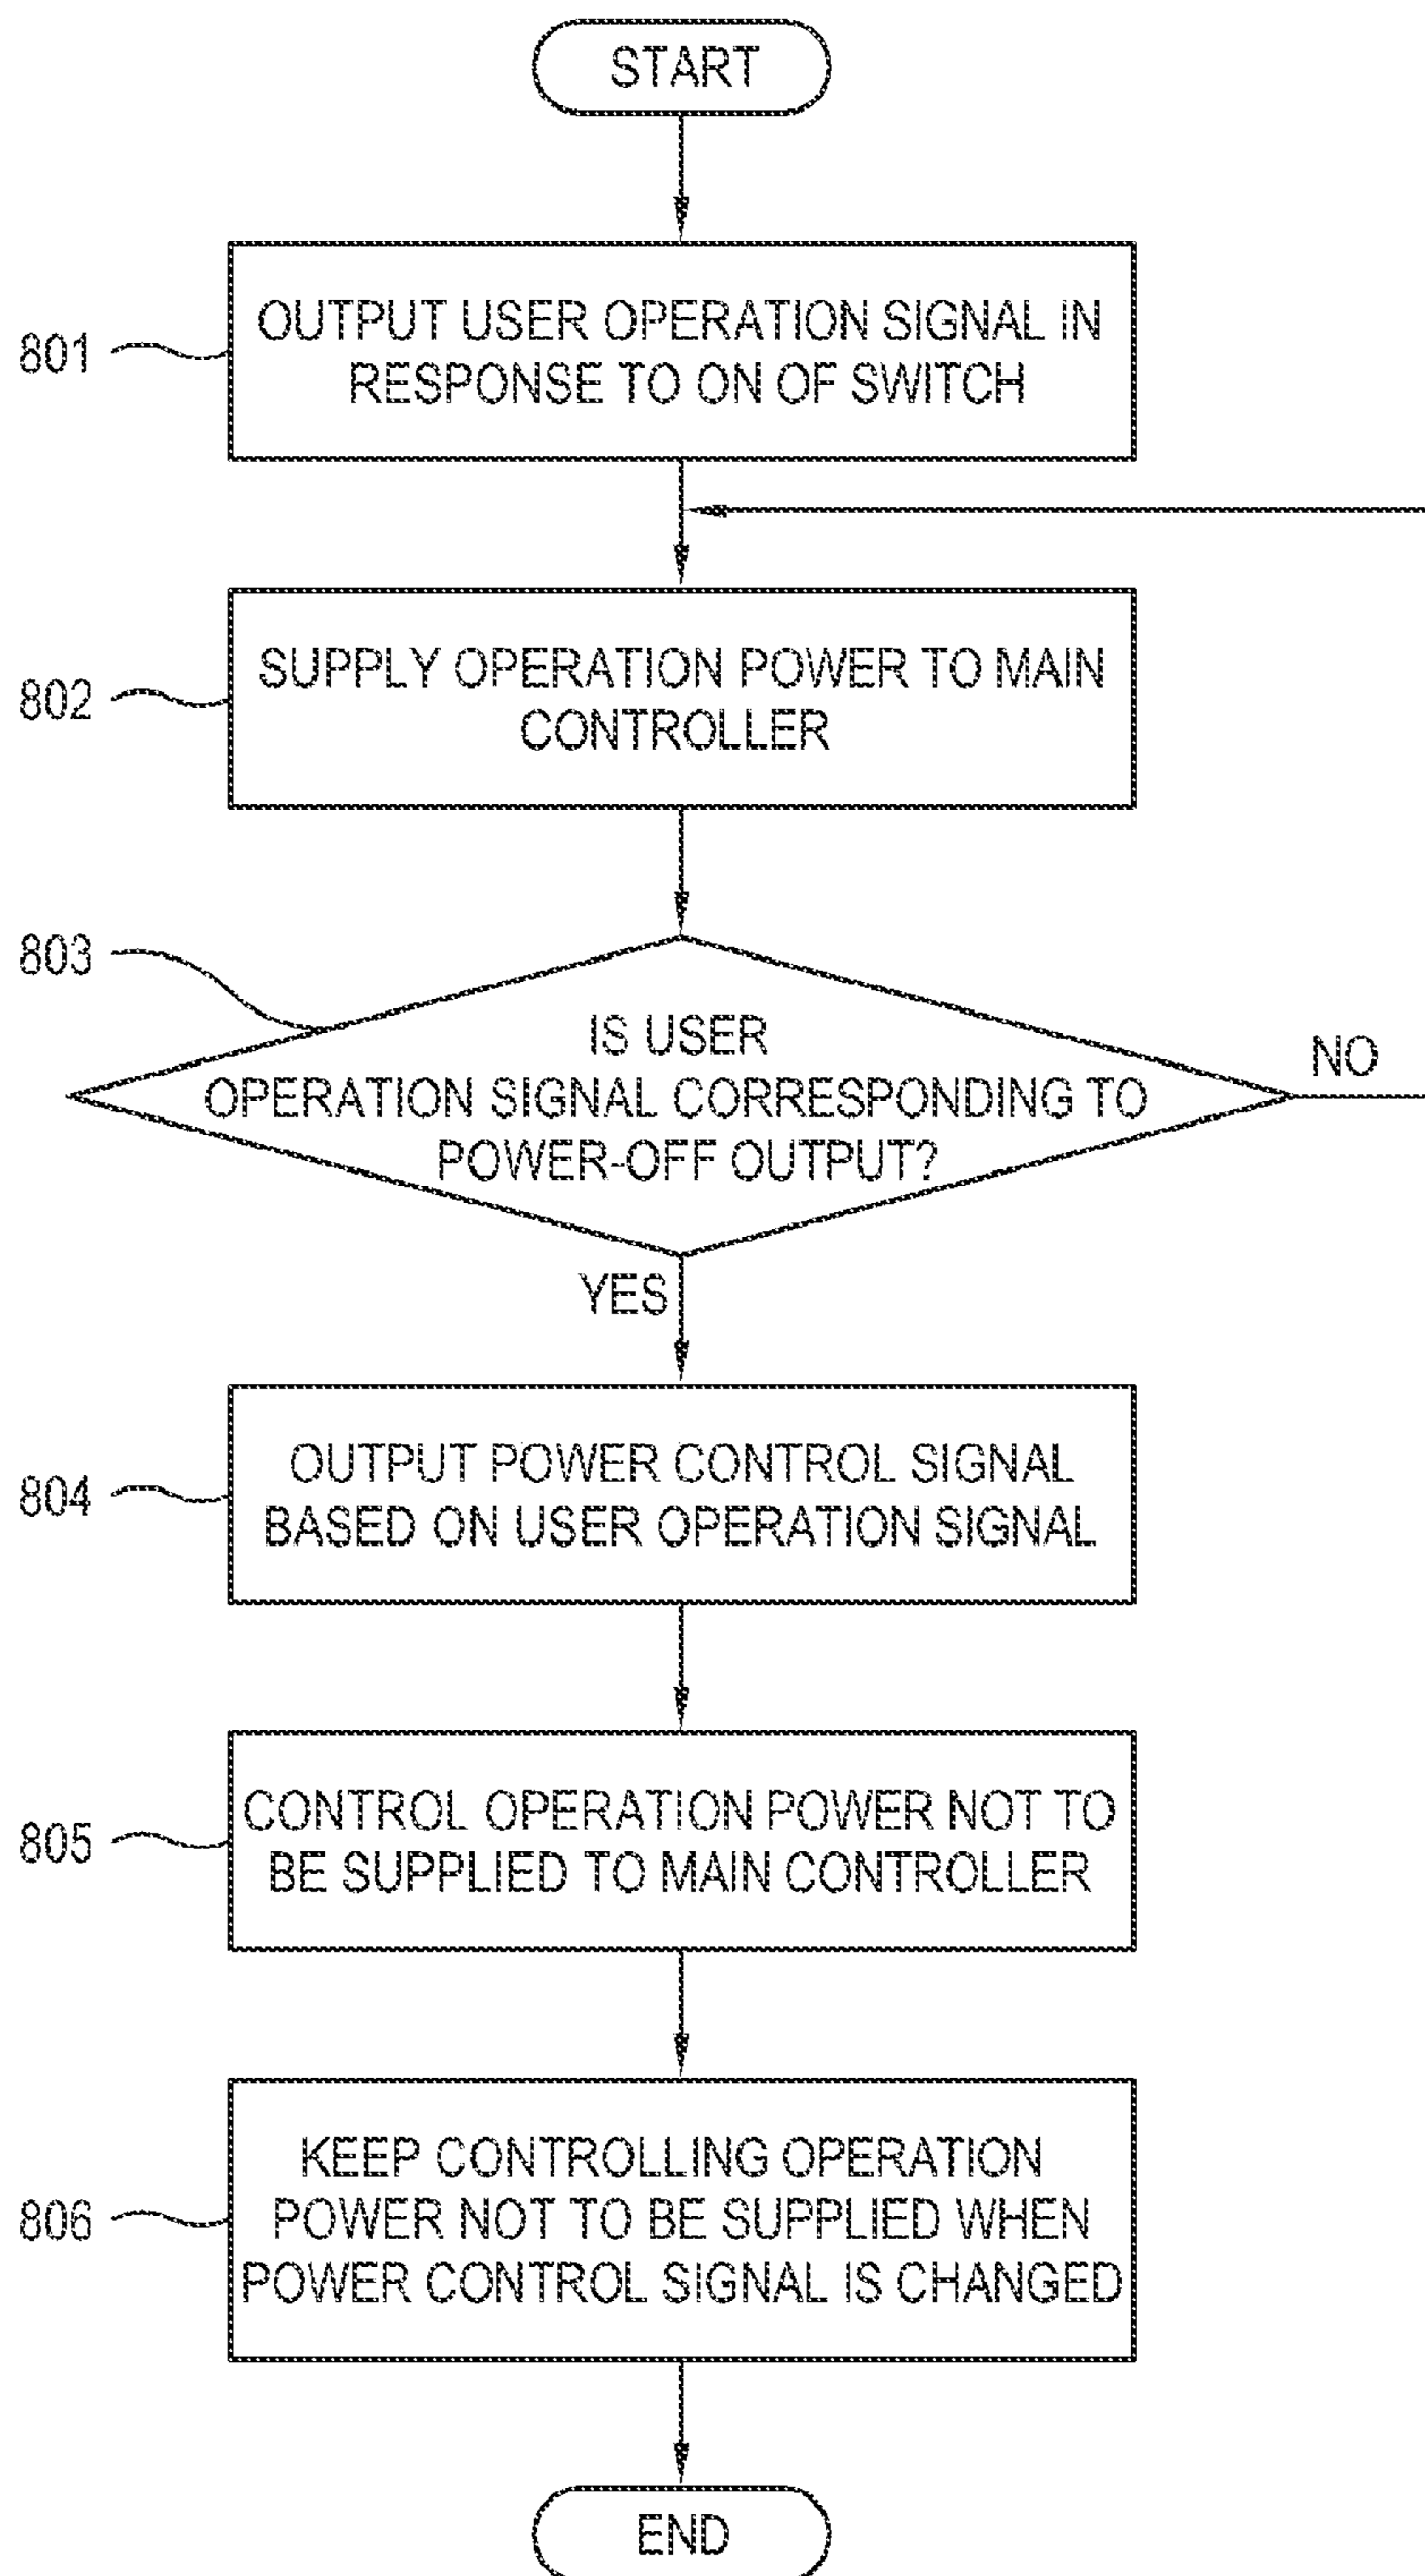 START
801
OUTPUT USER OPERATION SIGNAL IN
RESPONSE TO ON OF SWITCH
802
SUPPLY OPERATION POWER TO MAIN
CONTROLLER
803
IS USER
OPERATION SIGNAL CORRESPONDING TO
POWER-OFF OUTPUT?
NO
YES
804
OUTPUT POWER CONTROL SIGNAL
BASED ON USER OPERATION SIGNAL
805
CONTROL OPERATION POWER NOT TO
BE SUPPLIED TO MAIN CONTROLLER
806
KEEP CONTROLLING OPERATION
POWER NOT TO BE SUPPLIED WHEN
POWER CONTROL SIGNAL IS CHANGED
END